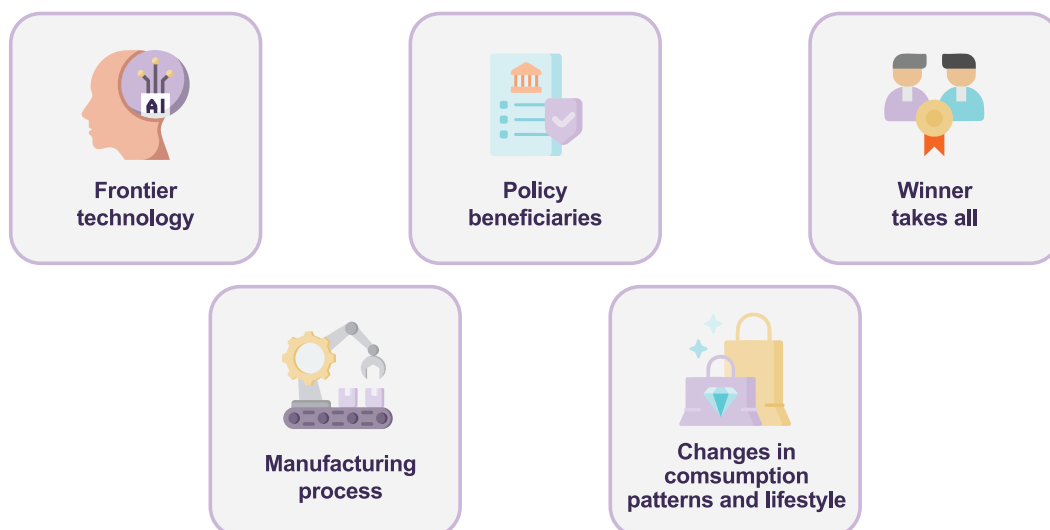 AI
Frontier
technology
Policy
beneficiaries
Winner
takes all
Manufacturing
process
Changes in
comsumption
patterns and lifestyle